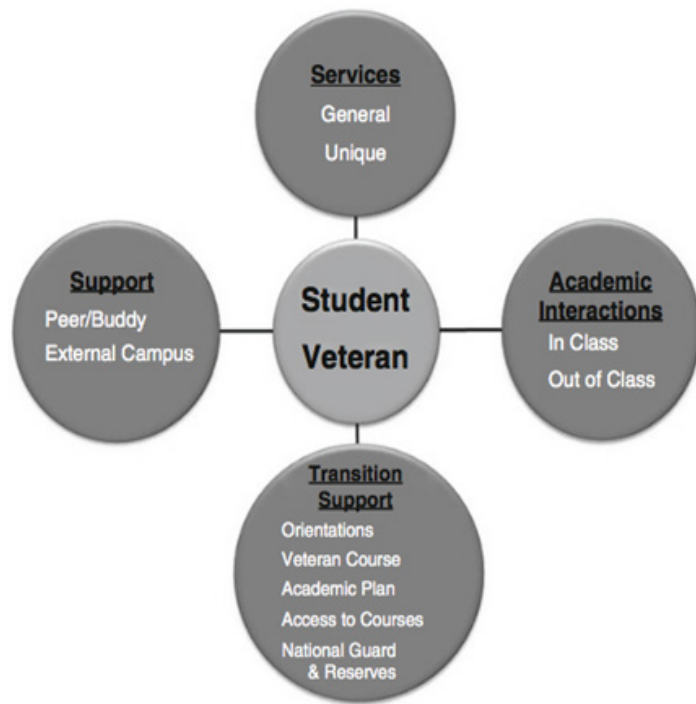 Services
General
Unique
Support
Peer/Buddy
External Campus
Student
Veteran
Academic
Interactions
In Class
Out of Class
Transition
Support
Orientations
Veteran Course
Academic Plan
Access to Courses
National Guard
& Reserves